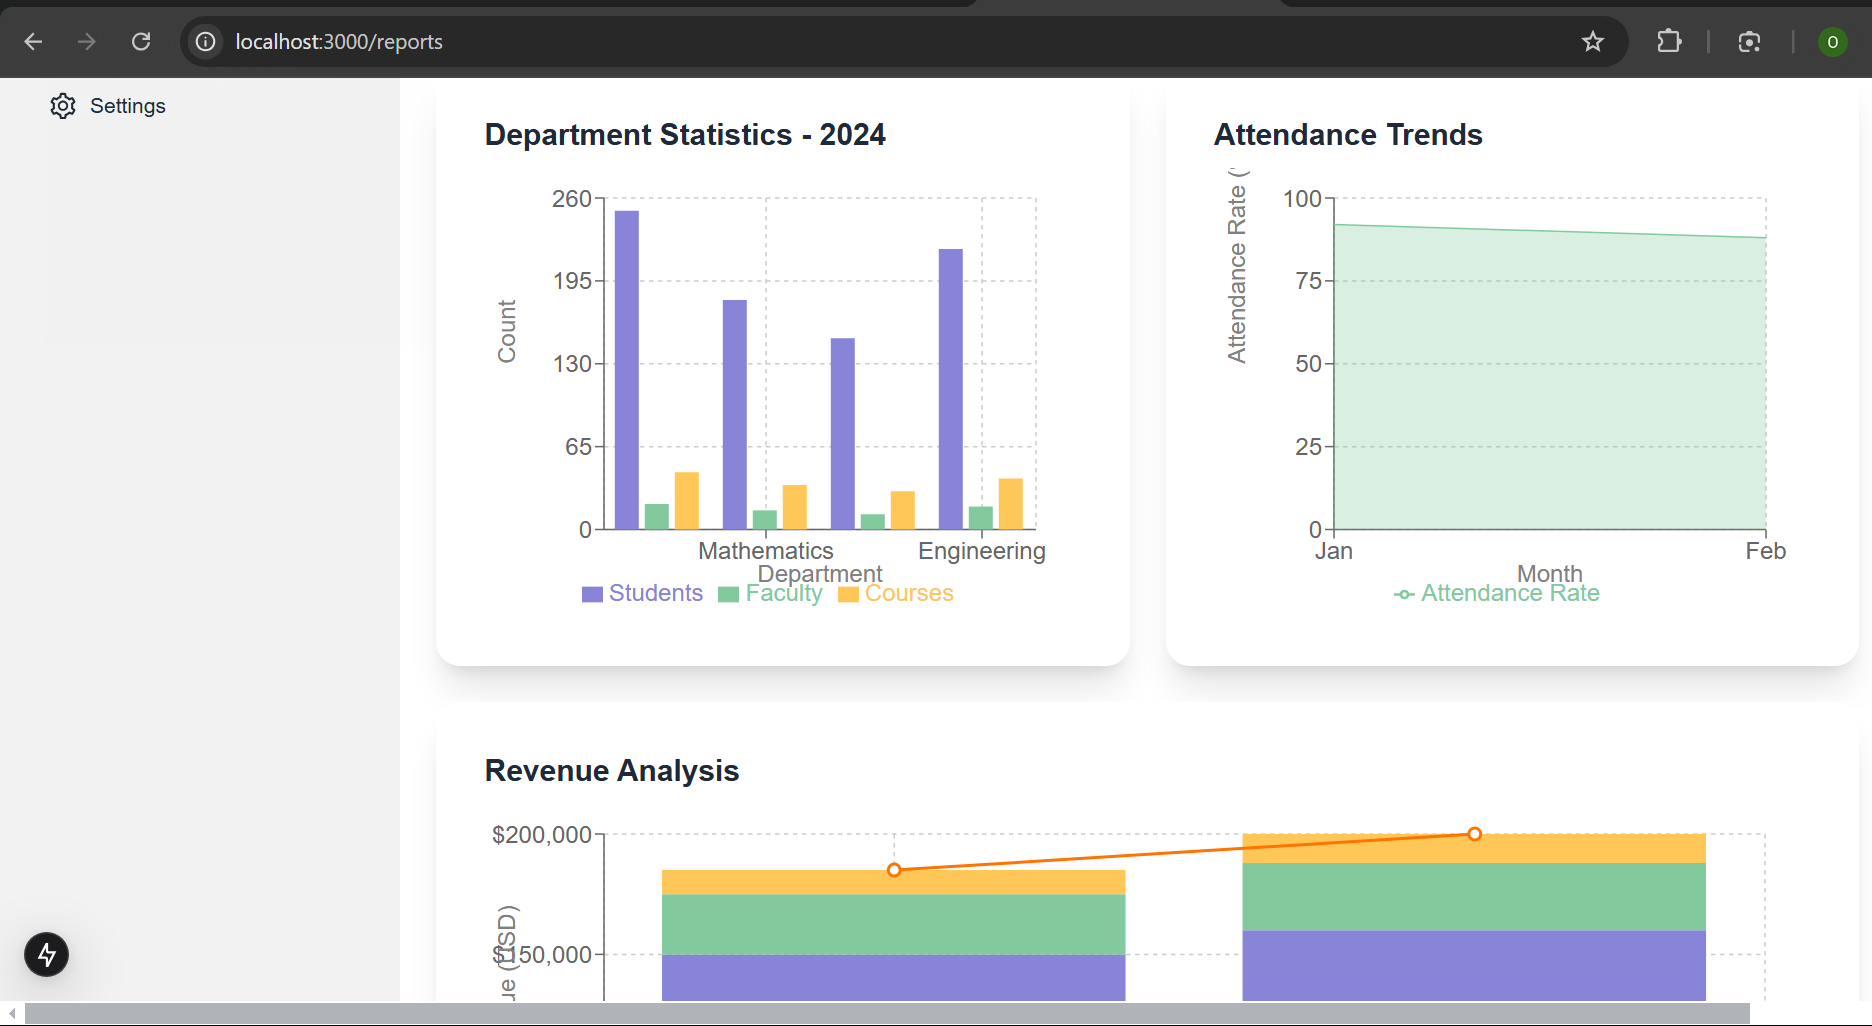 localhost:3000/reports
O
Settings
Department Statistics - 2024
260
195
130
65
0
Count
Mathematics
Engineering
Department
Students
Faculty
Courses
Attendance Trends
100
75
50
25
0
Attendance Rate (
Jan
Feb
Month
Attendance Rate
Revenue Analysis
$200,000
$150,000
ue (USD)